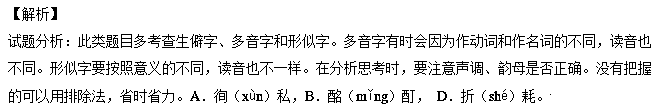 【解析】
试题分析：此类题目多考查生僻字、多音字和形似字。多音字有时会因为作动词和作名词的不同，读音也
不同。形似字要按照意义的不同，读音也不一样。在分析思考时，要注意声调、韵母是否正确。没有把握
的可以用排除法，省时省力。A．徇（xùn）私，B．酩（mǐng）酊， D．折（shé）耗。